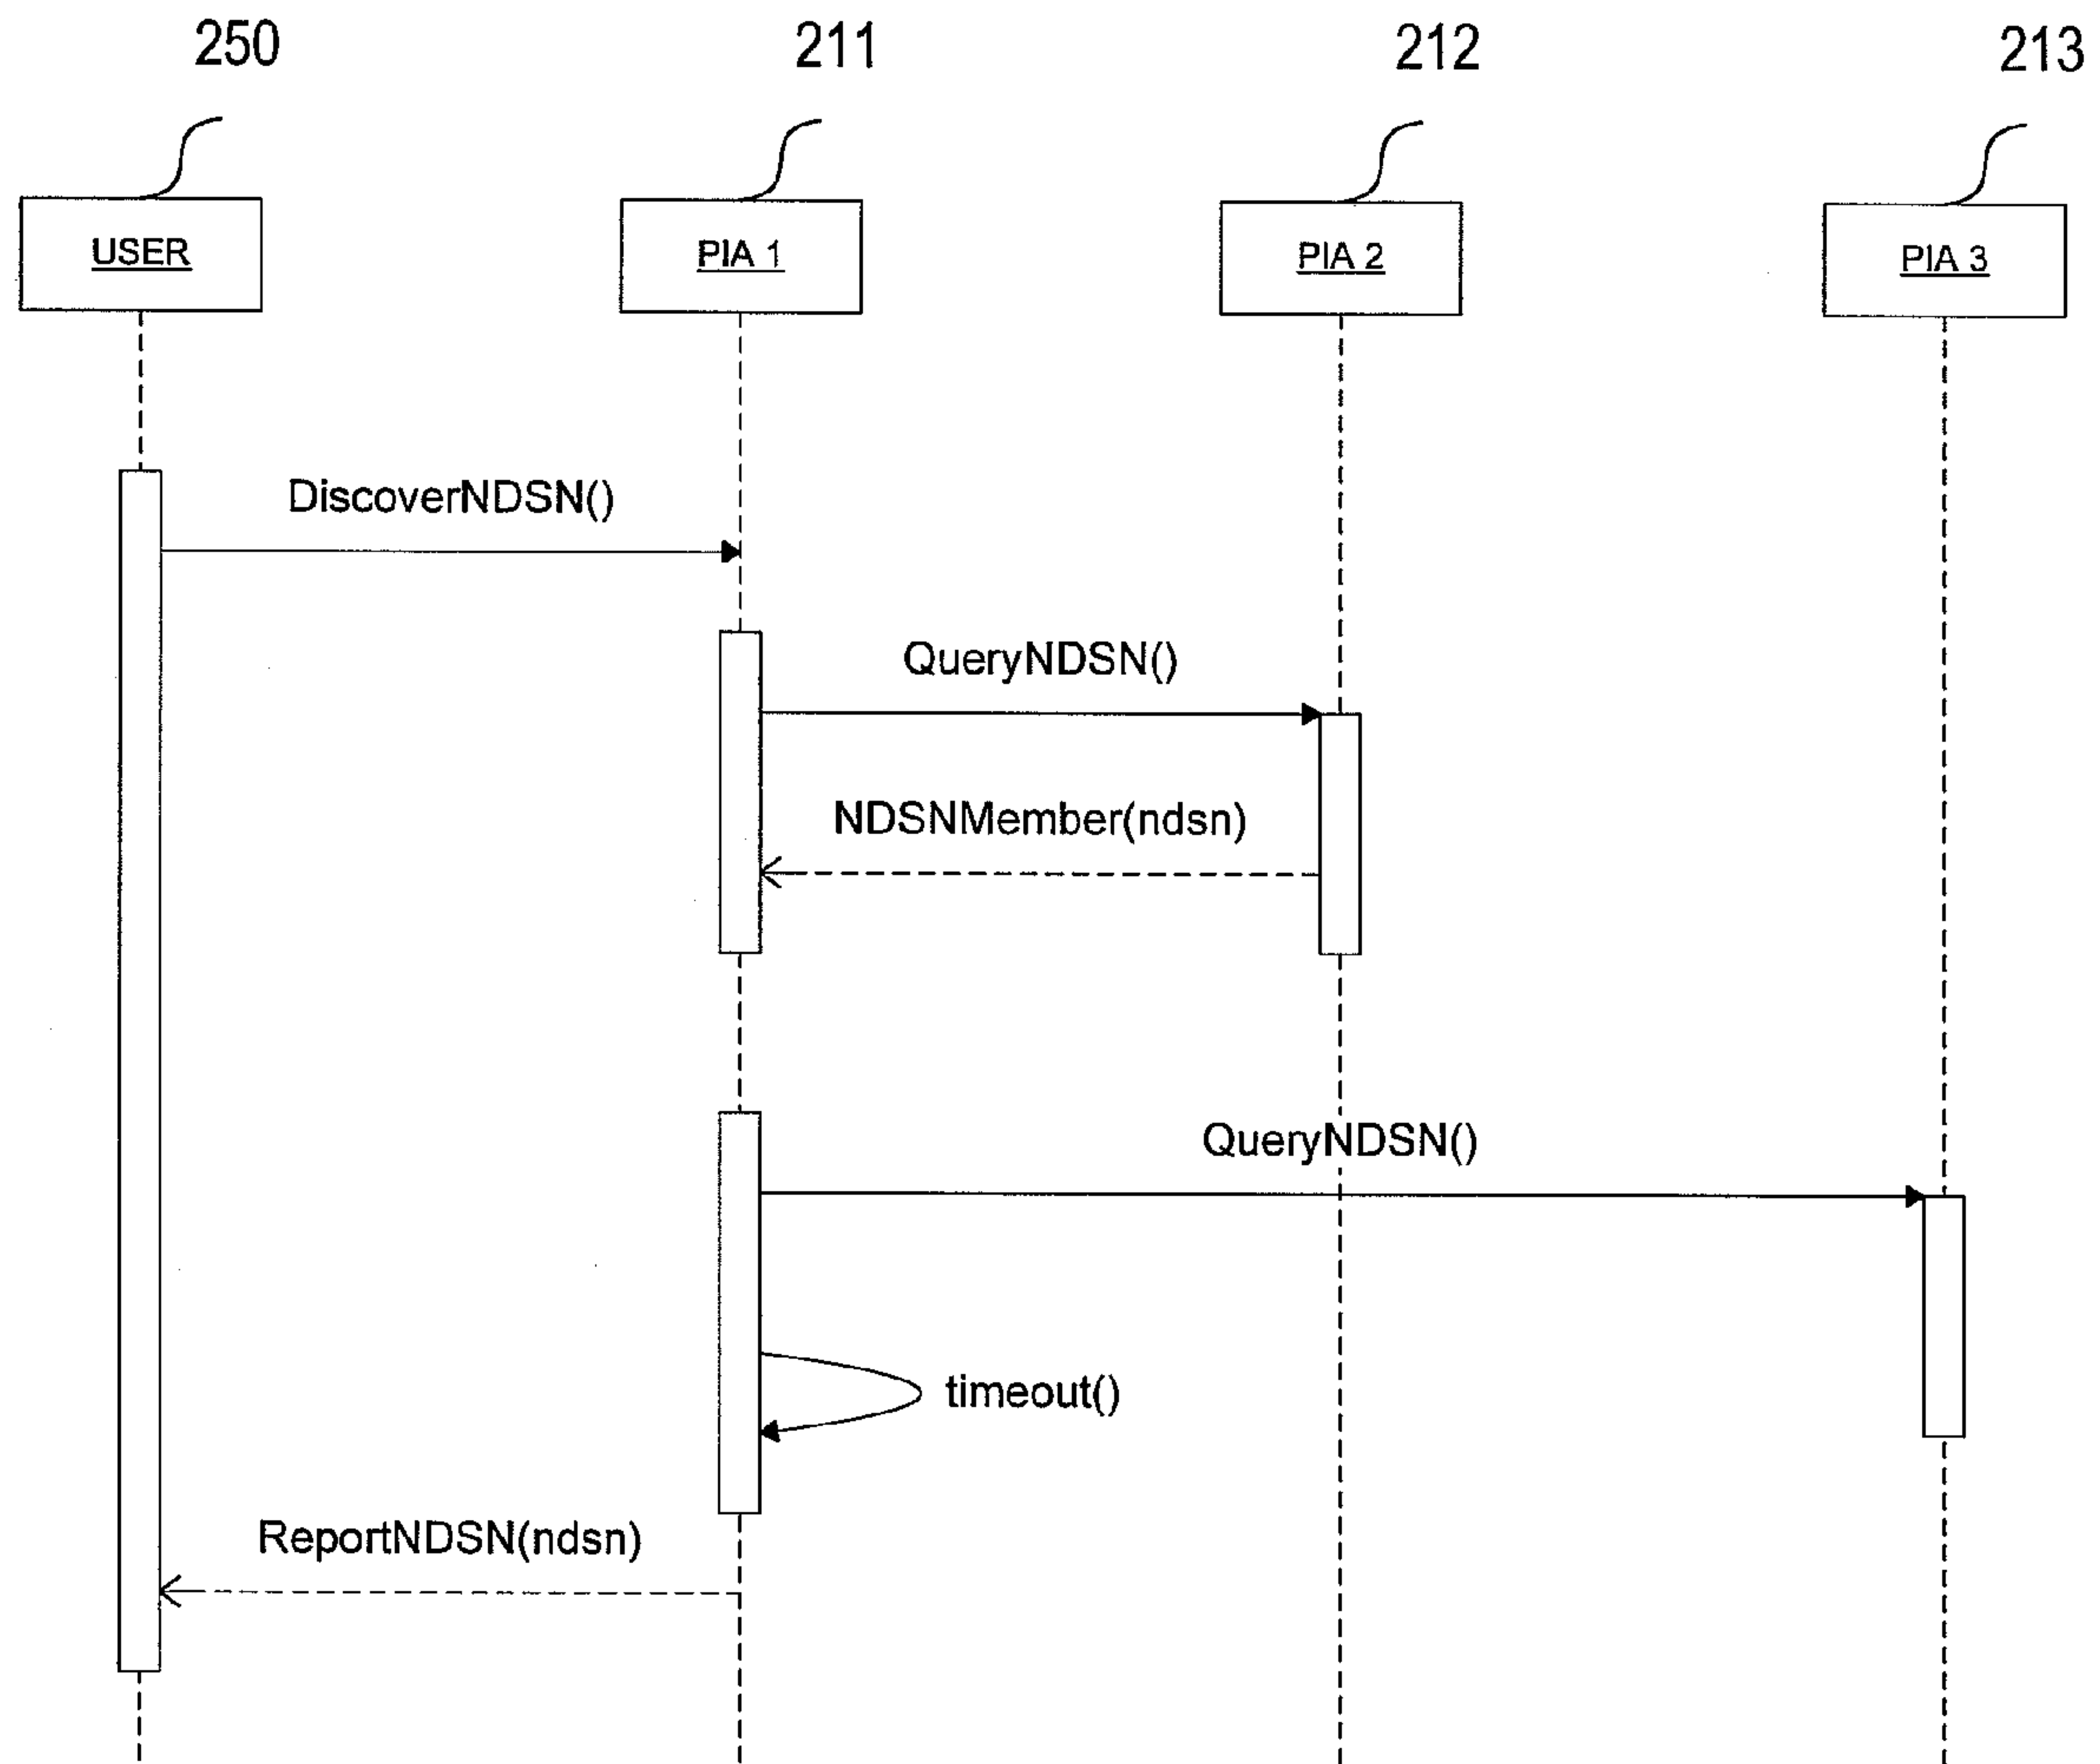 250 211 212 213
USER PIA 1 PIA 2 PIA 3
DiscoverNDSN()
QueryNDSN()
NDSNMember(ndsn)
QueryNDSN()
timeout()
ReportNDSN(ndsn)